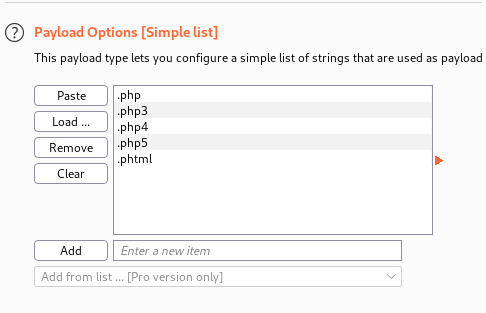 ?
Payload Options [Simple list]
This payload type lets you configure a simple list of strings that are used as payload
Paste
Load ...
Remove
Clear
.php
.php3
.php4
.php5
.phtml
Add
Enter a new item
Add from list ... [Pro version only]